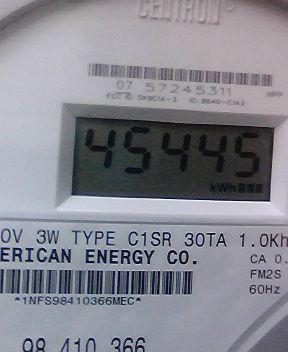 CENTRON
07 57245311
45445
kWh
0V 3W TYPE C1SR 30TA 1.0Kh
ERICAN ENERGY CO. CA 0.
FM2S
*1NFS98410366MEC* 60Hz
98 410 366